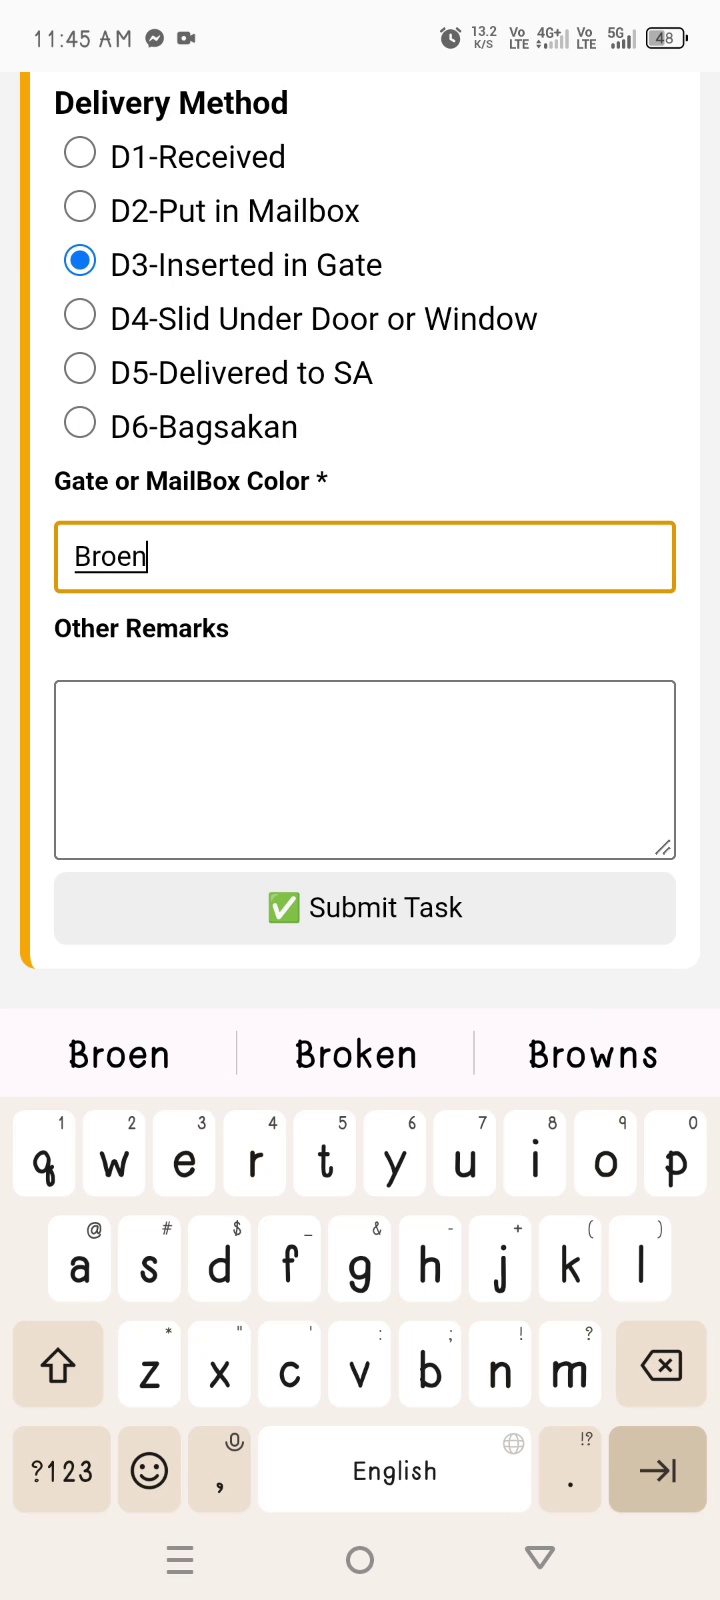 11:45 AM 13.2 K/S Vo LTE 4G+ Vo LTE 5G 48
Delivery Method
D1-Received
D2-Put in Mailbox
D3-Inserted in Gate
D4-Slid Under Door or Window
D5-Delivered to SA
D6-Bagsakan
Gate or MailBox Color *
Broen
Other Remarks
✅ Submit Task
Broen Broken Browns
1 2 3 4 5 6 7 8 9 0
q w e r t y u i o p
@ # $ _ & - + ( )
a s d f g h j k l
* " ' : ; ! ?
z x c v b n m
!?
?123 , English .